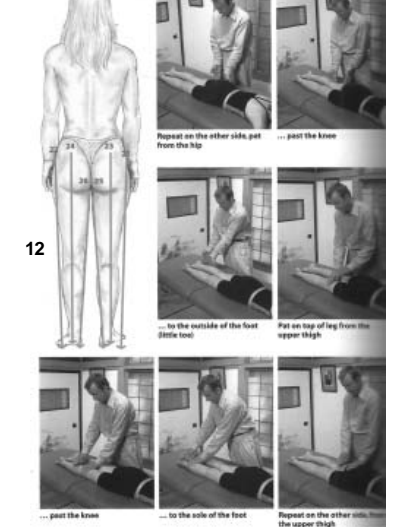 Repeat on the other side, pat
from the hip
... past the knee
24
23
26
25
12
... to the outside of the foot
(little toe)
Pat on top of leg from the
upper thigh
... past the knee
... to the sole of the foot
Repeat on the other side, from
the upper thigh